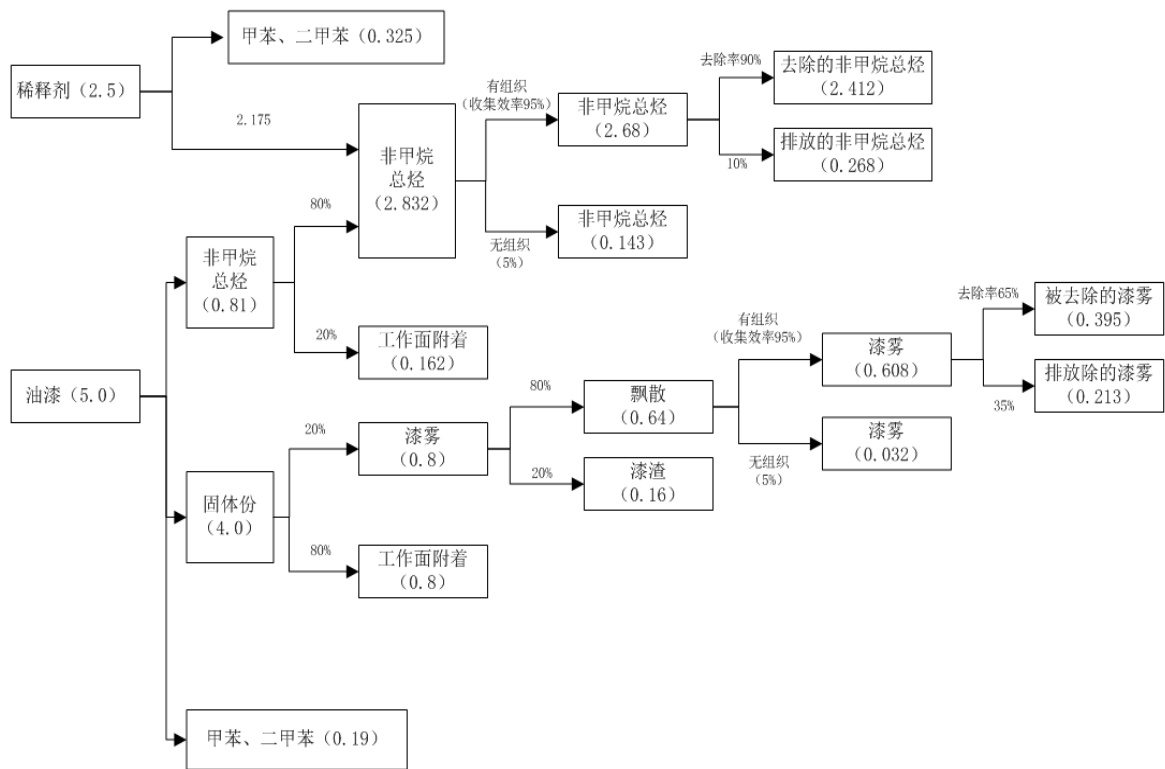 甲苯、二甲苯（0.325）
稀释剂（2.5）
2.175
有组织
（收集效率95%）
去除率90%
去除的非甲烷总烃
（2.412）
非甲烷总烃
（2.68）
排放的非甲烷总烃
（0.268）
10%
非甲烷
总烃
（2.832）
80%
非甲烷总烃
（0.143）
无组织
（5%）
非甲烷
总烃
（0.81）
20%
工作面附着
（0.162）
油漆（5.0）
有组织
（收集效率95%）
去除率65%
被去除的漆雾
（0.395）
漆雾
（0.608）
排放除的漆雾
（0.213）
35%
80%
飘散
（0.64）
20%
漆雾
（0.8）
漆雾
（0.032）
无组织
（5%）
20%
漆渣
（0.16）
固体份
（4.0）
80%
工作面附着
（0.8）
甲苯、二甲苯（0.19）